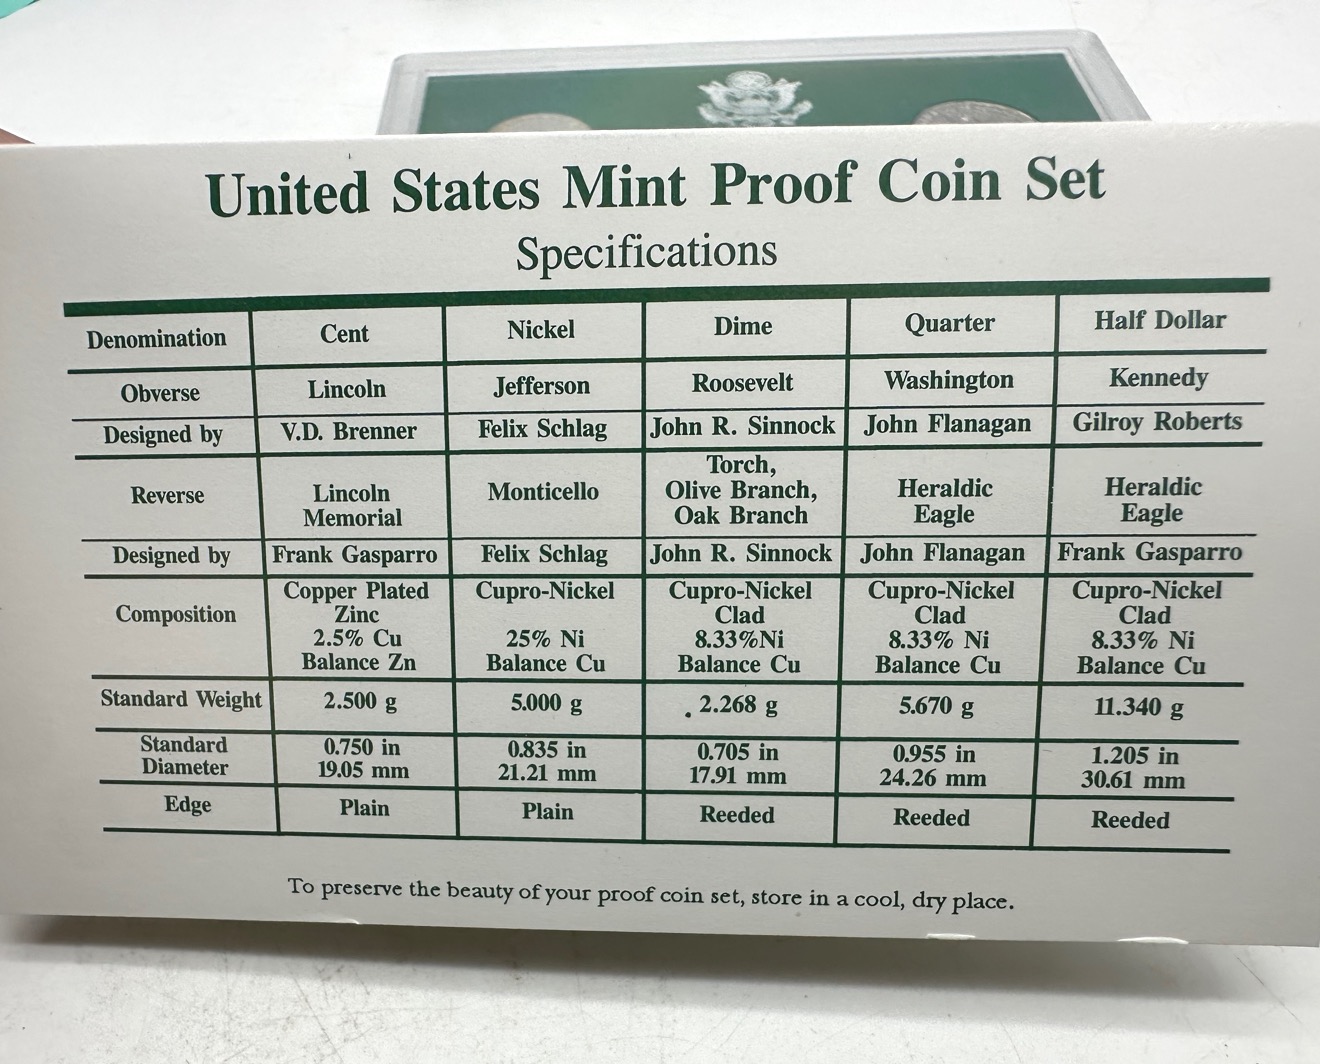 United States Mint Proof Coin Set
Specifications
Denomination Cent Nickel Dime Quarter Half Dollar
Obverse Lincoln Jefferson Roosevelt Washington Kennedy
Designed by V.D. Brenner Felix Schlag John R. Sinnock John Flanagan Gilroy Roberts
Reverse Lincoln Memorial Monticello Torch, Olive Branch, Oak Branch Heraldic Eagle Heraldic Eagle
Designed by Frank Gasparro Felix Schlag John R. Sinnock John Flanagan Frank Gasparro
Composition Copper Plated Zinc 2.5% Cu Balance Zn Cupro-Nickel 25% Ni Balance Cu Cupro-Nickel Clad 8.33%Ni Balance Cu Cupro-Nickel Clad 8.33% Ni Balance Cu Cupro-Nickel Clad 8.33% Ni Balance Cu
Standard Weight 2.500 g 5.000 g 2.268 g 5.670 g 11.340 g
Standard Diameter 0.750 in 19.05 mm 0.835 in 21.21 mm 0.705 in 17.91 mm 0.955 in 24.26 mm 1.205 in 30.61 mm
Edge Plain Plain Reeded Reeded Reeded
To preserve the beauty of your proof coin set, store in a cool, dry place.